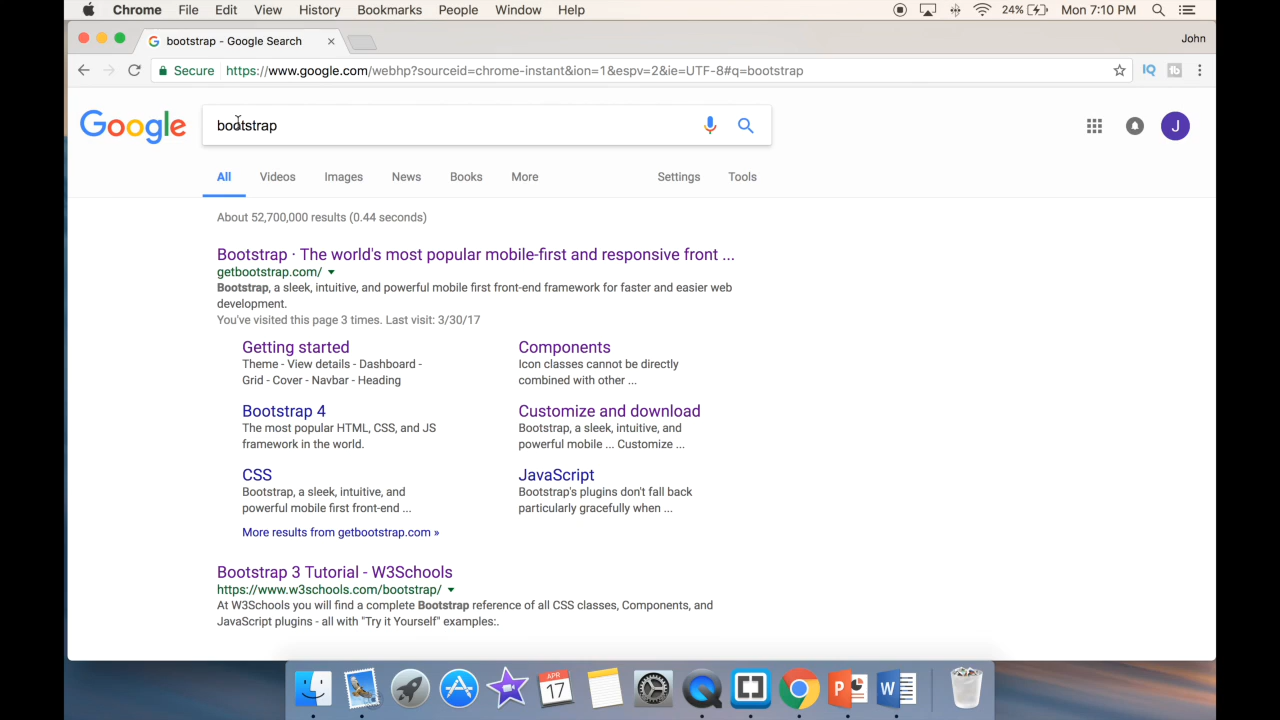 Chrome File Edit View History Bookmarks People Window Help 24% Mon 7:10 PM
bootstrap - Google Search John
Secure https://www.google.com/webhp?sourceid=chrome-instant&ion=1&espv=2&ie=UTF-8#q=bootstrap
Google bootstrap J
All Videos Images News Books More Settings Tools
About 52,700,000 results (0.44 seconds)
Bootstrap · The world's most popular mobile-first and responsive front ...
getbootstrap.com/
Bootstrap, a sleek, intuitive, and powerful mobile first front-end framework for faster and easier web
development.
You've visited this page 3 times. Last visit: 3/30/17
Getting started
Theme - View details - Dashboard -
Grid - Cover - Navbar - Heading
Components
Icon classes cannot be directly
combined with other ...
Bootstrap 4
The most popular HTML, CSS, and JS
framework in the world.
Customize and download
Bootstrap, a sleek, intuitive, and
powerful mobile ... Customize ...
CSS
Bootstrap, a sleek, intuitive, and
powerful mobile first front-end ...
JavaScript
Bootstrap's plugins don't fall back
particularly gracefully when ...
More results from getbootstrap.com »
Bootstrap 3 Tutorial - W3Schools
https://www.w3schools.com/bootstrap/
At W3Schools you will find a complete Bootstrap reference of all CSS classes, Components, and
JavaScript plugins - all with "Try it Yourself" examples:.
APR
17
P
W